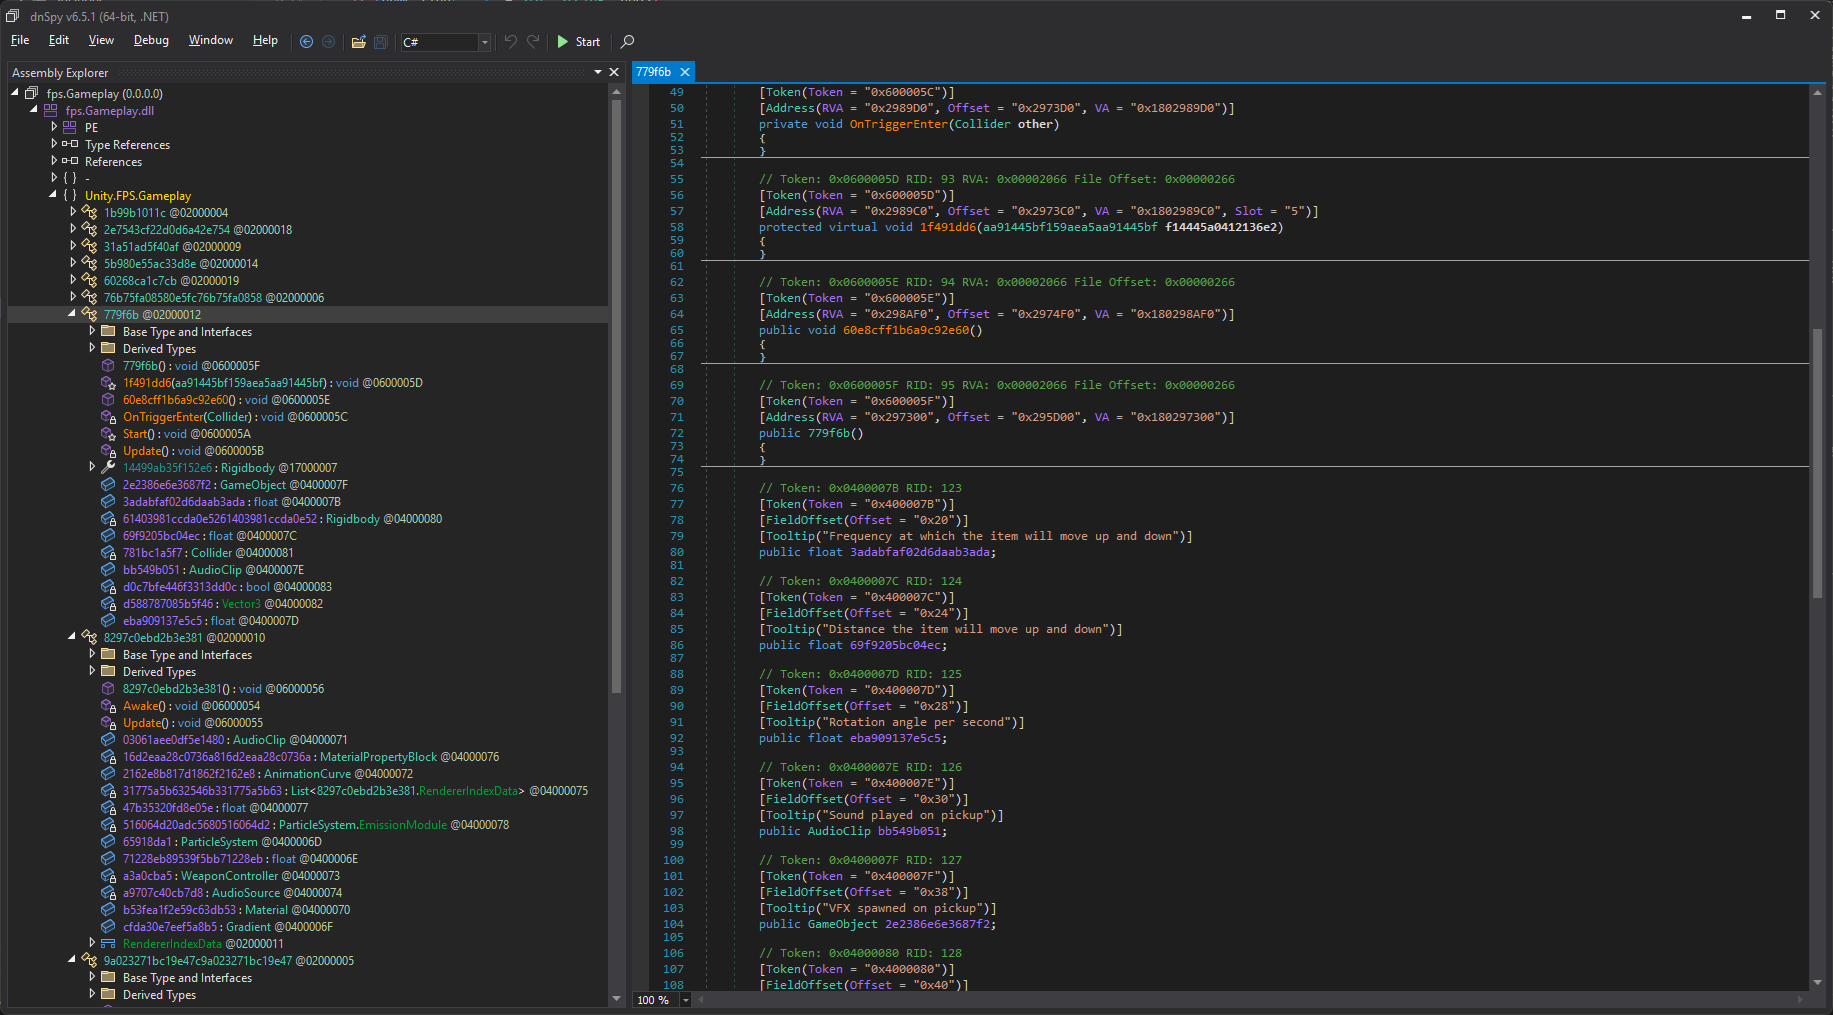 dnSpy v6.5.1 (64-bit, .NET)
File Edit View Debug Window Help C# Start
Assembly Explorer
fps.Gameplay (0.0.0.0)
fps.Gameplay.dll
PE
Type References
References
{ } -
{ } Unity.FPS.Gameplay
1b99b1011c @02000004
2e7543cf22d0d6a42e754 @02000018
31a51ad5f40af @02000009
5b980e55ac33d8e @02000014
60268ca1c7cb @02000019
76b75fa08580e5fc76b75fa0858 @02000006
779f6b @02000012
Base Type and Interfaces
Derived Types
779f6b() : void @0600005F
1f491dd6(aa91445bf159aea5aa91445bf) : void @0600005D
60e8cff1b6a9c92e60() : void @0600005E
OnTriggerEnter(Collider) : void @0600005C
Start() : void @0600005A
Update() : void @0600005B
14499ab35f152e6 : Rigidbody @17000007
2e2386e6e3687f2 : GameObject @0400007F
3adabfaf02d6daab3ada : float @0400007B
61403981ccda0e5261403981ccda0e52 : Rigidbody @04000080
69f9205bc04ec : float @0400007C
781bc1a5f7 : Collider @04000081
bb549b051 : AudioClip @0400007E
d0c7bfe446f3313dd0c : bool @04000083
d588787085b5f46 : Vector3 @04000082
eba909137e5c5 : float @0400007D
8297c0ebd2b3e381 @02000010
Base Type and Interfaces
Derived Types
8297c0ebd2b3e381() : void @06000056
Awake() : void @06000054
Update() : void @06000055
03061aee0df5e1480 : AudioClip @04000071
16d2eaa28c0736a816d2eaa28c0736a : MaterialPropertyBlock @04000076
2162e8b817d1862f2162e8 : AnimationCurve @04000072
31775a5b632546b331775a5b63 : List<8297c0ebd2b3e381.RendererIndexData> @04000075
47b35320fd8e05e : float @04000077
516064d20adc5680516064d2 : ParticleSystem.EmissionModule @04000078
65918da1 : ParticleSystem @0400006D
71228eb89539f5bb71228eb : float @0400006E
a3a0cba5 : WeaponController @04000073
a9707c40cb7d8 : AudioSource @04000074
b53fea1f2e59c63db53 : Material @04000070
cfda30e7eef5a8b5 : Gradient @0400006F
RendererIndexData @02000011
9a023271bc19e47c9a023271bc19e47 @02000005
Base Type and Interfaces
Derived Types
779f6b
49 [Token(Token = "0x600005C")]
50 [Address(RVA = "0x2989D0", Offset = "0x2973D0", VA = "0x1802989D0")]
51 private void OnTriggerEnter(Collider other)
52 {
53 }
54
55 // Token: 0x0600005D RID: 93 RVA: 0x00002066 File Offset: 0x00000266
56 [Token(Token = "0x600005D")]
57 [Address(RVA = "0x2989C0", Offset = "0x2973C0", VA = "0x1802989C0", Slot = "5")]
58 protected virtual void 1f491dd6(aa91445bf159aea5aa91445bf f14445a0412136e2)
59 {
60 }
61
62 // Token: 0x0600005E RID: 94 RVA: 0x00002066 File Offset: 0x00000266
63 [Token(Token = "0x600005E")]
64 [Address(RVA = "0x298AF0", Offset = "0x2974F0", VA = "0x180298AF0")]
65 public void 60e8cff1b6a9c92e60()
66 {
67 }
68
69 // Token: 0x0600005F RID: 95 RVA: 0x00002066 File Offset: 0x00000266
70 [Token(Token = "0x600005F")]
71 [Address(RVA = "0x297300", Offset = "0x295D00", VA = "0x180297300")]
72 public 779f6b()
73 {
74 }
75
76 // Token: 0x0400007B RID: 123
77 [Token(Token = "0x400007B")]
78 [FieldOffset(Offset = "0x20")]
79 [Tooltip("Frequency at which the item will move up and down")]
80 public float 3adabfaf02d6daab3ada;
81
82 // Token: 0x0400007C RID: 124
83 [Token(Token = "0x400007C")]
84 [FieldOffset(Offset = "0x24")]
85 [Tooltip("Distance the item will move up and down")]
86 public float 69f9205bc04ec;
87
88 // Token: 0x0400007D RID: 125
89 [Token(Token = "0x400007D")]
90 [FieldOffset(Offset = "0x28")]
91 [Tooltip("Rotation angle per second")]
92 public float eba909137e5c5;
93
94 // Token: 0x0400007E RID: 126
95 [Token(Token = "0x400007E")]
96 [FieldOffset(Offset = "0x30")]
97 [Tooltip("Sound played on pickup")]
98 public AudioClip bb549b051;
99
100 // Token: 0x0400007F RID: 127
101 [Token(Token = "0x400007F")]
102 [FieldOffset(Offset = "0x38")]
103 [Tooltip("VFX spawned on pickup")]
104 public GameObject 2e2386e6e3687f2;
105
106 // Token: 0x04000080 RID: 128
107 [Token(Token = "0x4000080")]
108 [FieldOffset(Offset = "0x40")]
100 %